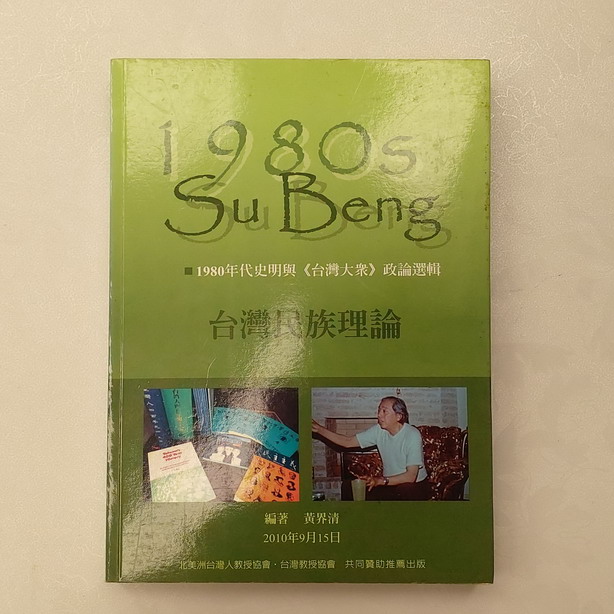 1980s
Su Beng
■ 1980年代史明與《台灣大衆》政論選輯
台灣民族理論
編著 黃界清
2010年9月15日
北美洲台灣人教授協會·台灣教授協會 共同贊助推薦出版